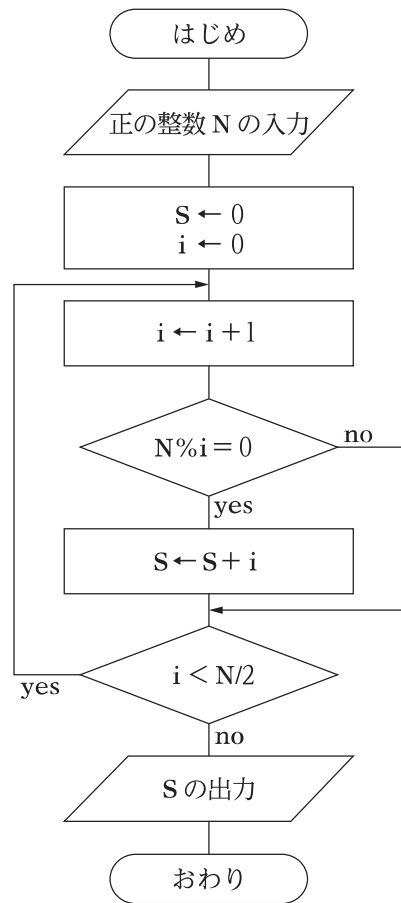 はじめ
正の整数 N の入力
S ← 0
i ← 0
i ← i + 1
N%i = 0
no
yes
S ← S + i
i < N/2
yes
no
S の出力
おわり